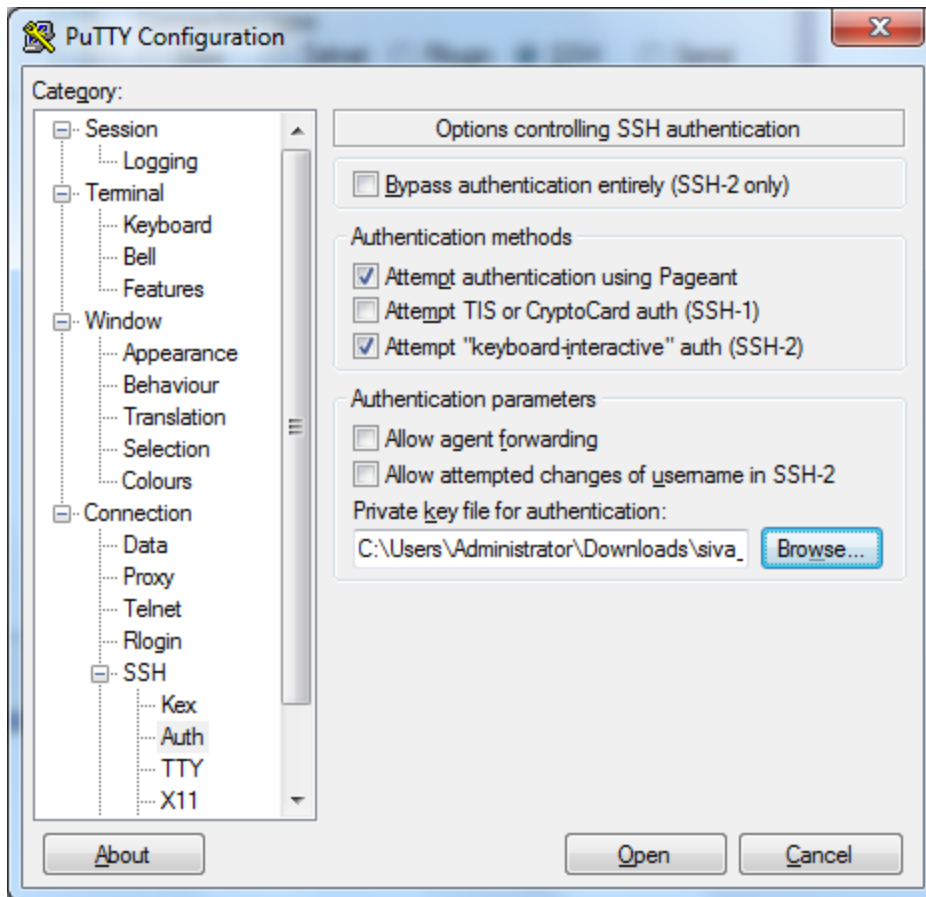 PuTTY Configuration
Category:
Session
Logging
Terminal
Keyboard
Bell
Features
Window
Appearance
Behaviour
Translation
Selection
Colours
Connection
Data
Proxy
Telnet
Rlogin
SSH
Kex
Auth
TTY
X11
Options controlling SSH authentication
Bypass authentication entirely (SSH-2 only)
Authentication methods
Attempt authentication using Pageant
Attempt TIS or CryptoCard auth (SSH-1)
Attempt "keyboard-interactive" auth (SSH-2)
Authentication parameters
Allow agent forwarding
Allow attempted changes of username in SSH-2
Private key file for authentication:
C:\Users\Administrator\Downloads\siva_
Browse...
About
Open
Cancel